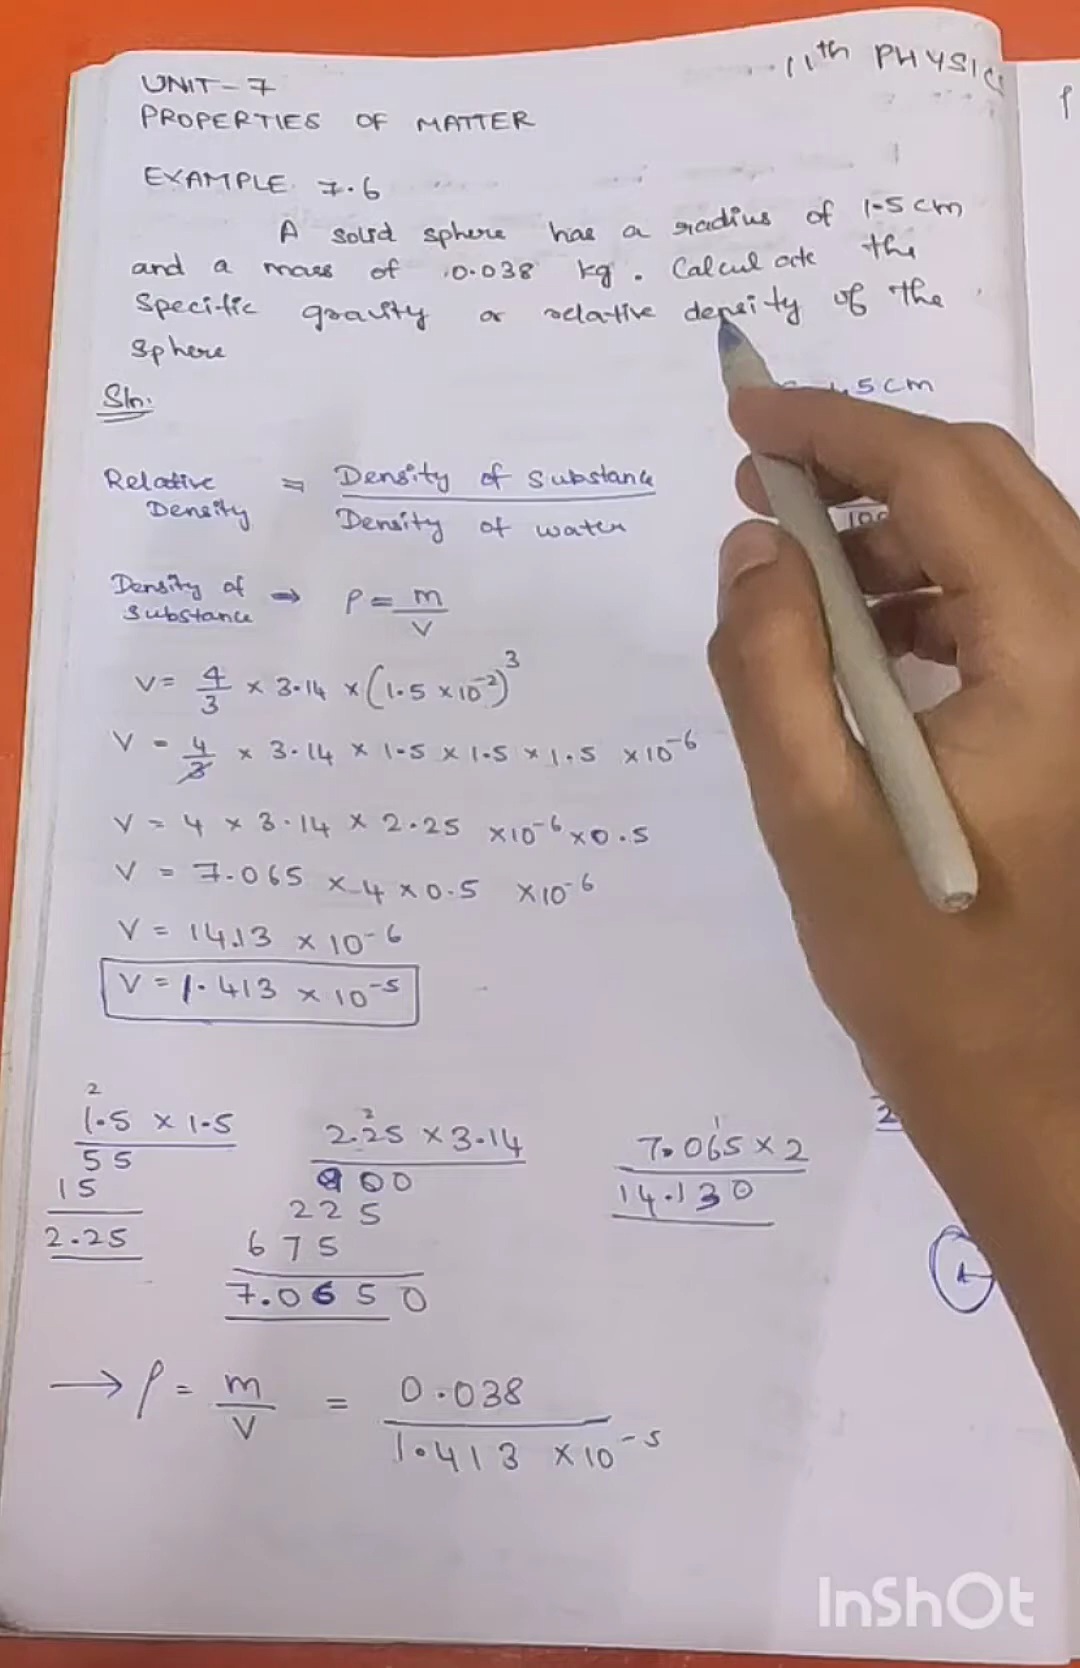 11th PHYSICS
UNIT-7
PROPERTIES OF MATTER
EXAMPLE 7.6
A solid sphere has a radius of 1.5 cm
and a mass of 0.038 kg. Calculate the
specific gravity or relative density of the
sphere
Sln.
5 cm
Relative Density = Density of substance
Density of water
Density of substance → ρ = m/V
V = 4/3 × 3.14 × (1.5 × 10⁻²)³
V = 4/3 × 3.14 × 1.5 × 1.5 × 1.5 × 10⁻⁶
V = 4 × 3.14 × 2.25 × 10⁻⁶ × 0.5
V = 7.065 × 4 × 0.5 × 10⁻⁶
V = 14.13 × 10⁻⁶
V = 1.413 × 10⁻⁵
2
1.5 × 1.5
55
15
2.25
2
2.25 × 3.14
900
225
675
7.0650
1
7.065 × 2
14.130
→ ρ = m/V = 0.038
1.413 × 10⁻⁵
InShOt